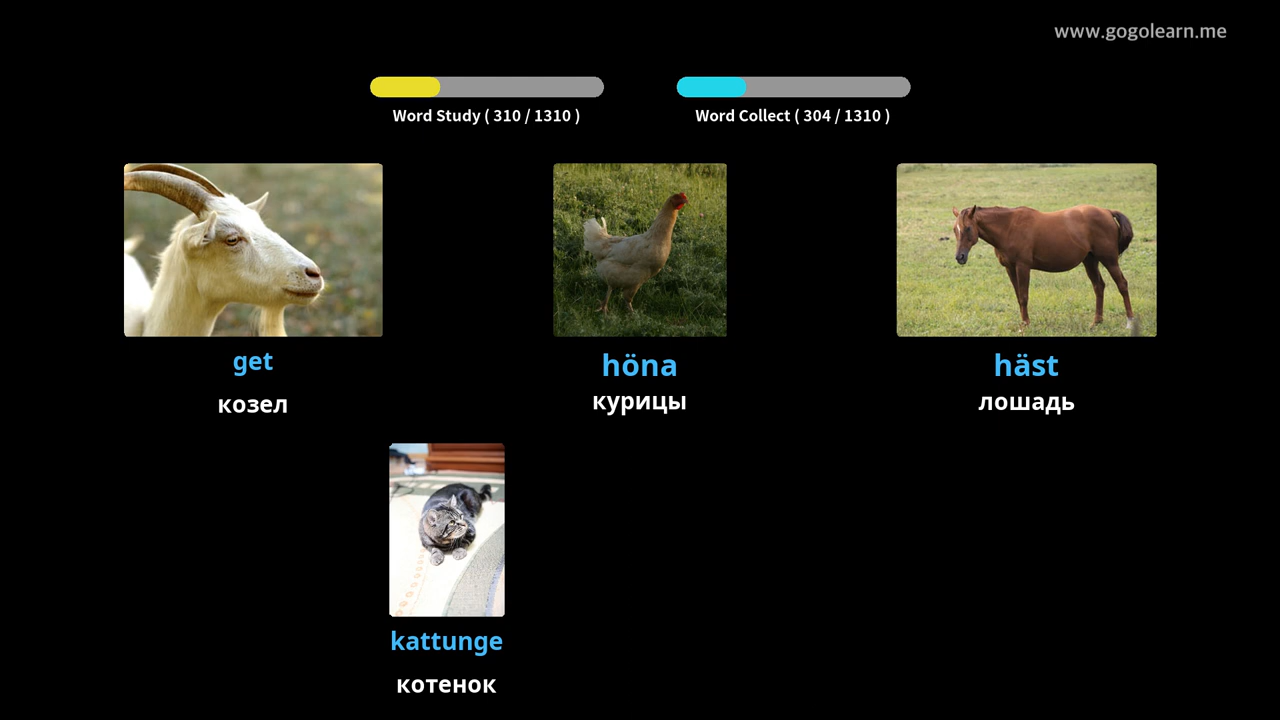 www.gogolearn.me
Word Study ( 310 / 1310 )
Word Collect ( 304 / 1310 )
get
höna
häst
козел
курицы
лошадь
kattunge
котенок